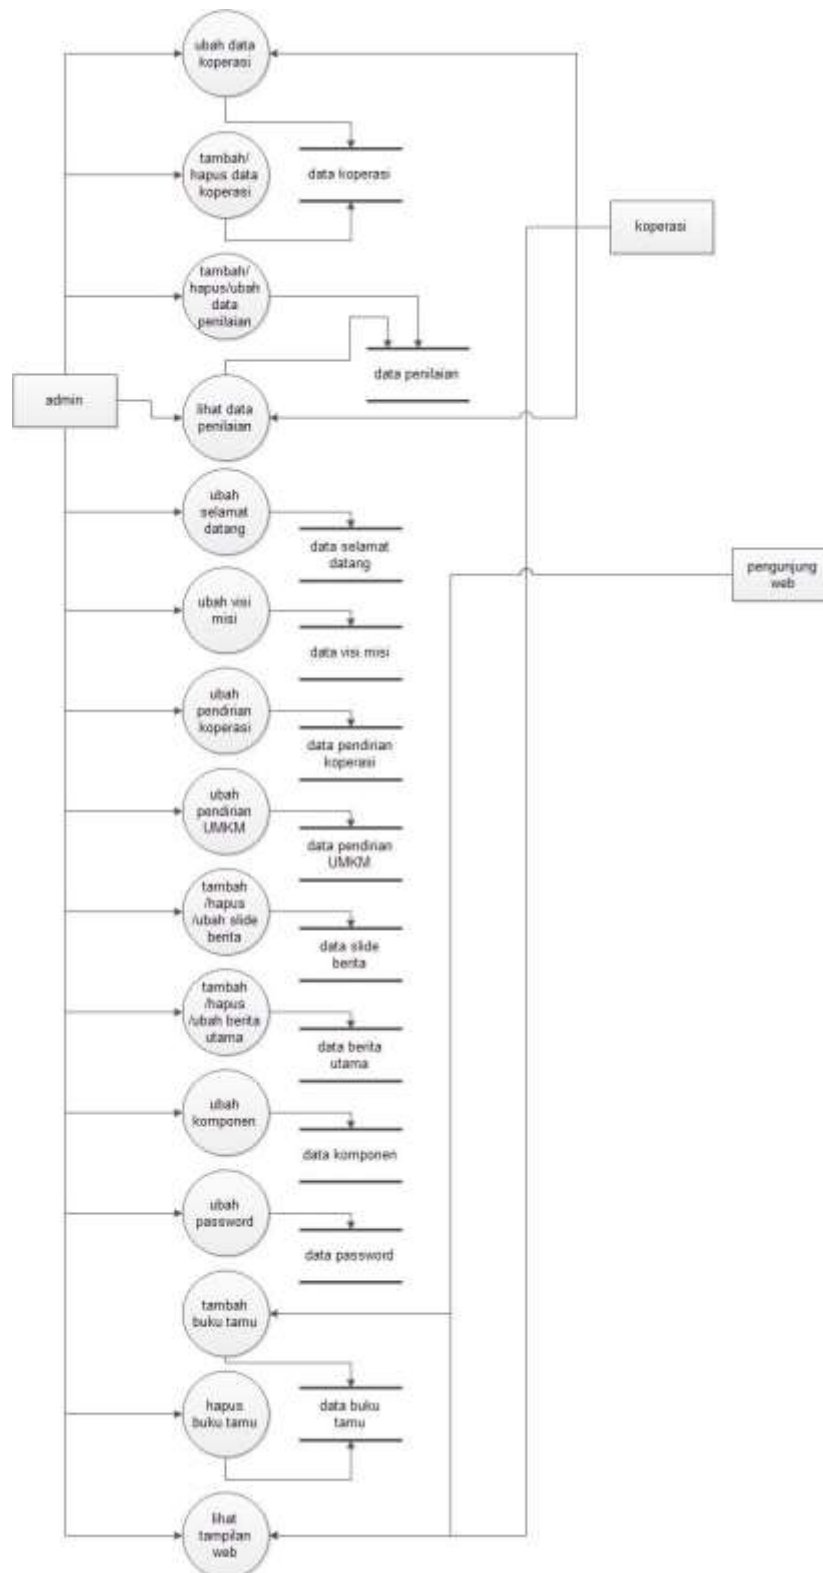 ubah data
koperasi
tambah/
hapus data
koperasi
data koperasi
koperasi
tambah/
hapus/ubah
data
penilaian
data penilaian
admin
lihat data
penilaian
ubah
selamat
datang
data selamat
datang
pengunjung
web
ubah visi
misi
data visi misi
ubah
pendirian
koperasi
data pendirian
koperasi
ubah
pendirian
UMKM
data pendirian
UMKM
tambah
/hapus
/ubah slide
berita
data slide
berita
tambah
/hapus
/ubah berita
utama
data berita
utama
ubah
komponen
data komponen
ubah
password
data password
tambah
buku tamu
hapus
buku tamu
data buku
tamu
lihat
tampilan
web